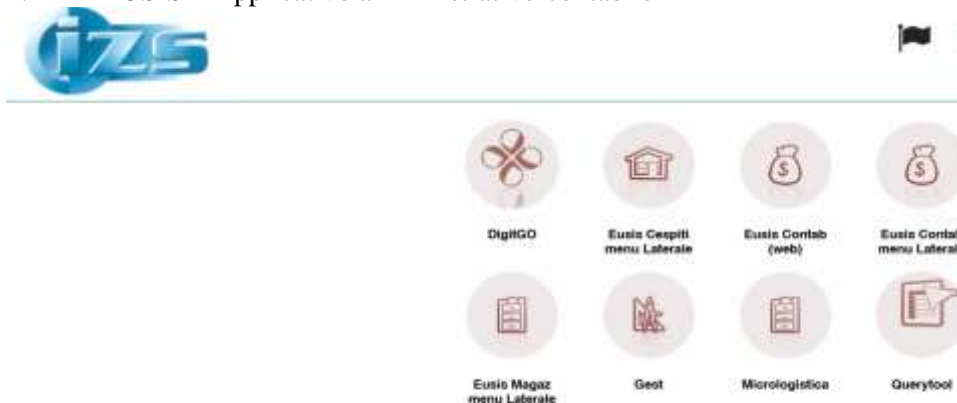 izs
DigitGO
Eusis Cespiti
menu Laterale
Eusis Contab
(web)
Eusis Contab
menu Laterale
Eusis Magaz
menu Laterale
Gest
Micrologistica
Querytool